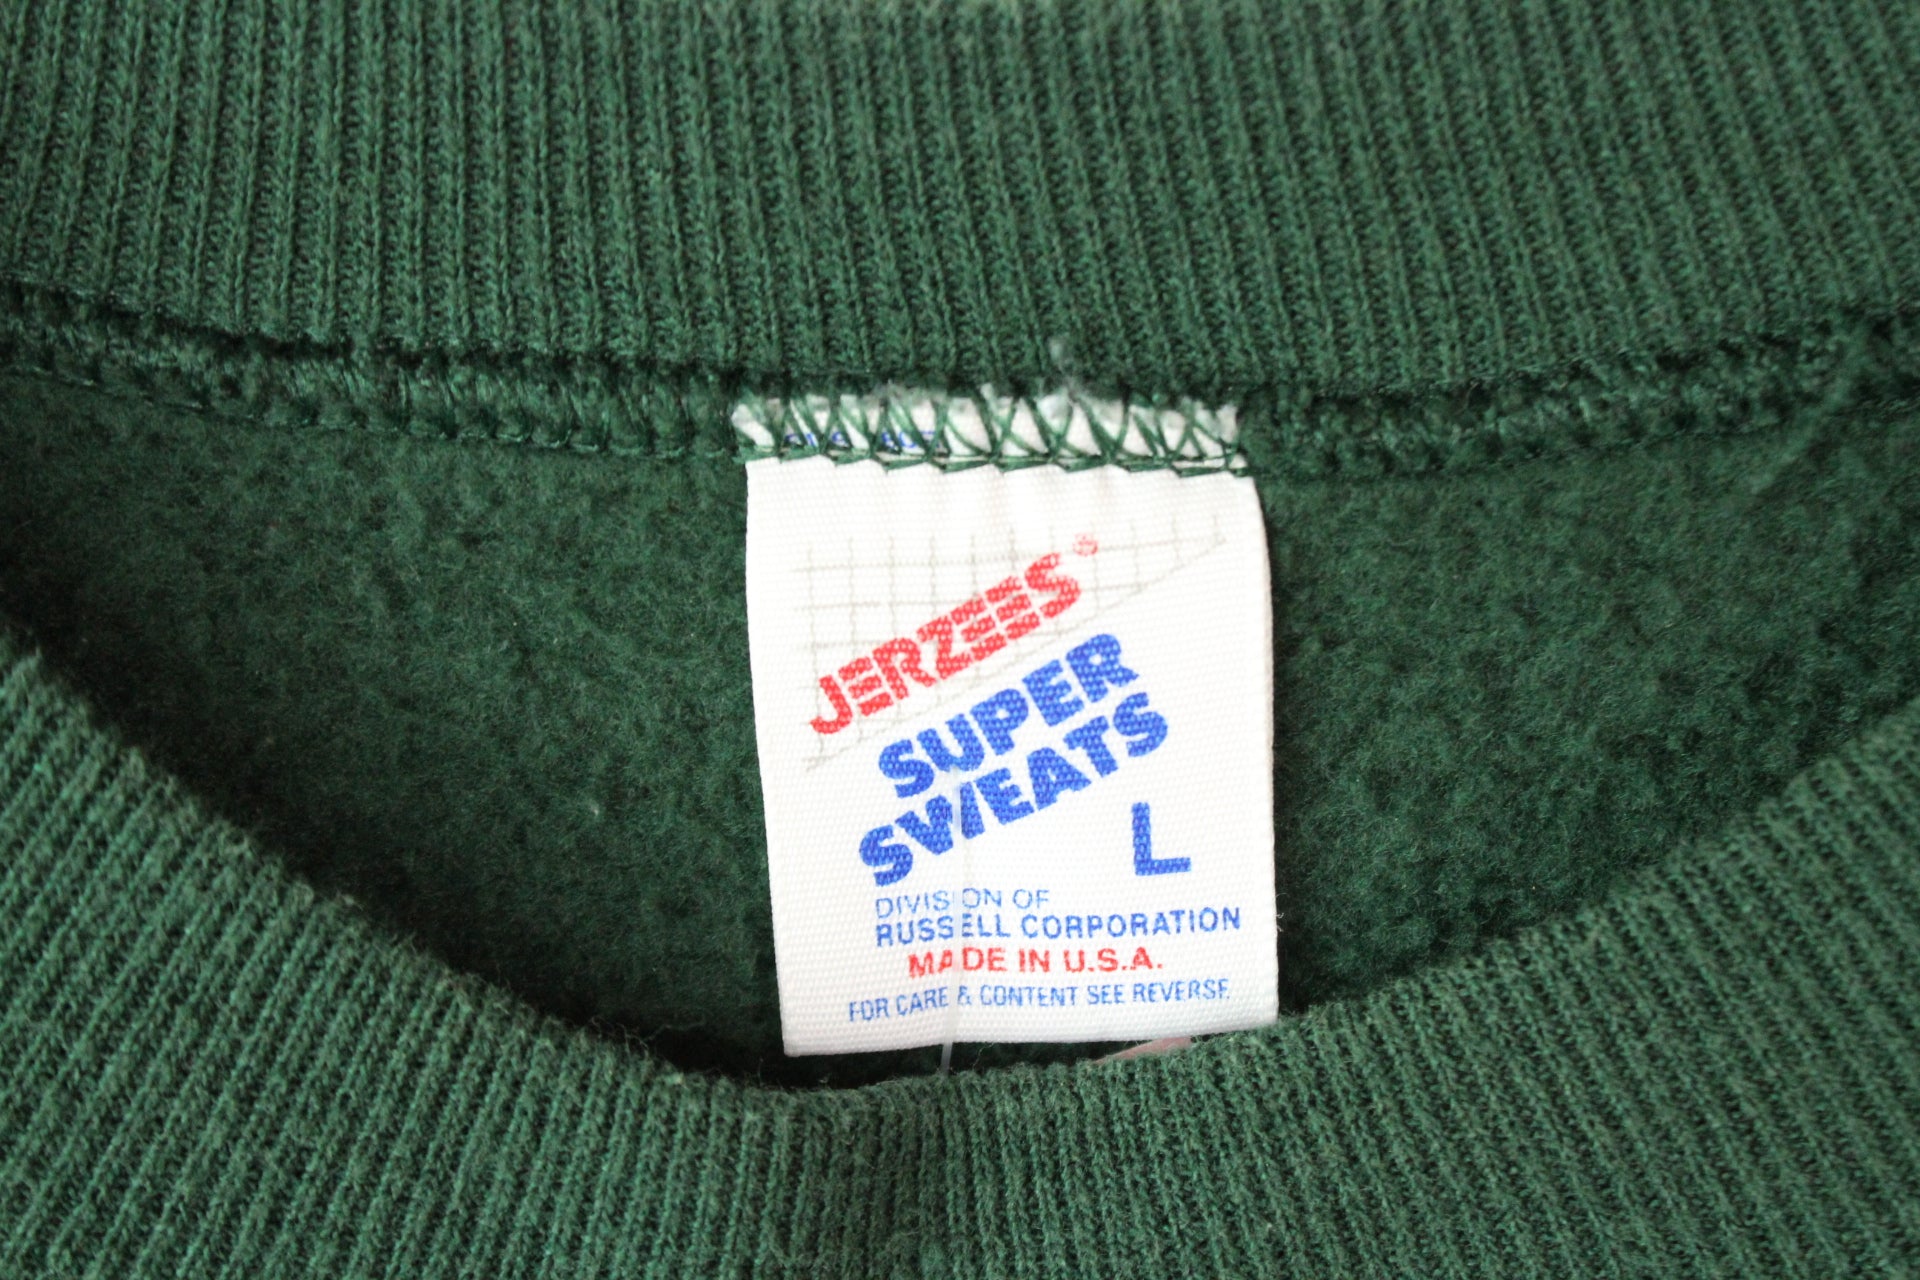 JERZEES®
SUPER
SWEATS
L
DIVISION OF
RUSSELL CORPORATION
MADE IN U.S.A.
FOR CARE & CONTENT SEE REVERSE.